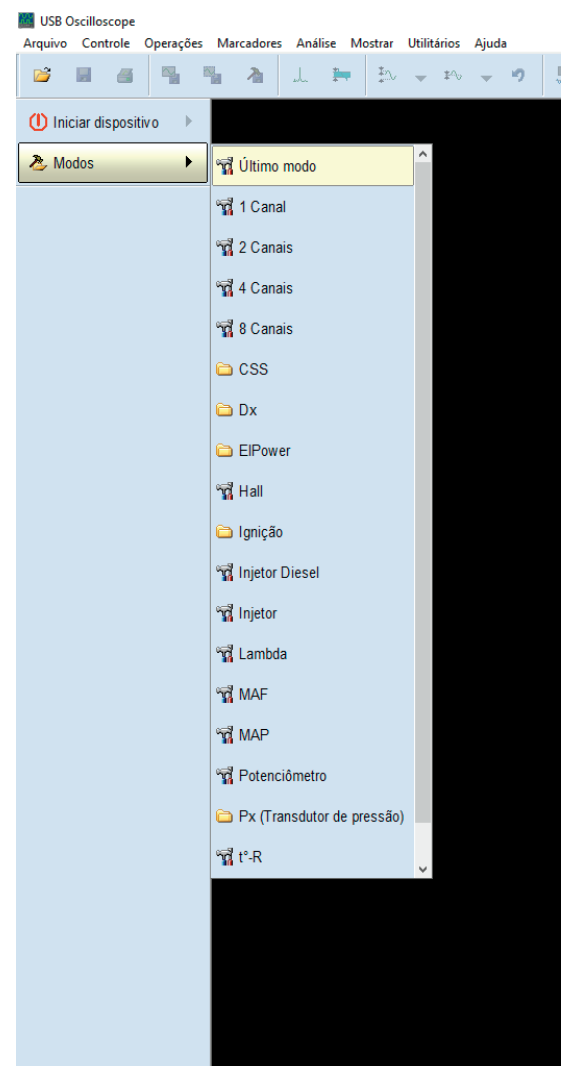 USB Oscilloscope
Arquivo Controle Operações Marcadores Análise Mostrar Utilitários Ajuda
Iniciar dispositivo
Modos
Último modo
1 Canal
2 Canais
4 Canais
8 Canais
CSS
Dx
ElPower
Hall
Ignição
Injetor Diesel
Injetor
Lambda
MAF
MAP
Potenciômetro
Px (Transdutor de pressão)
t°-R